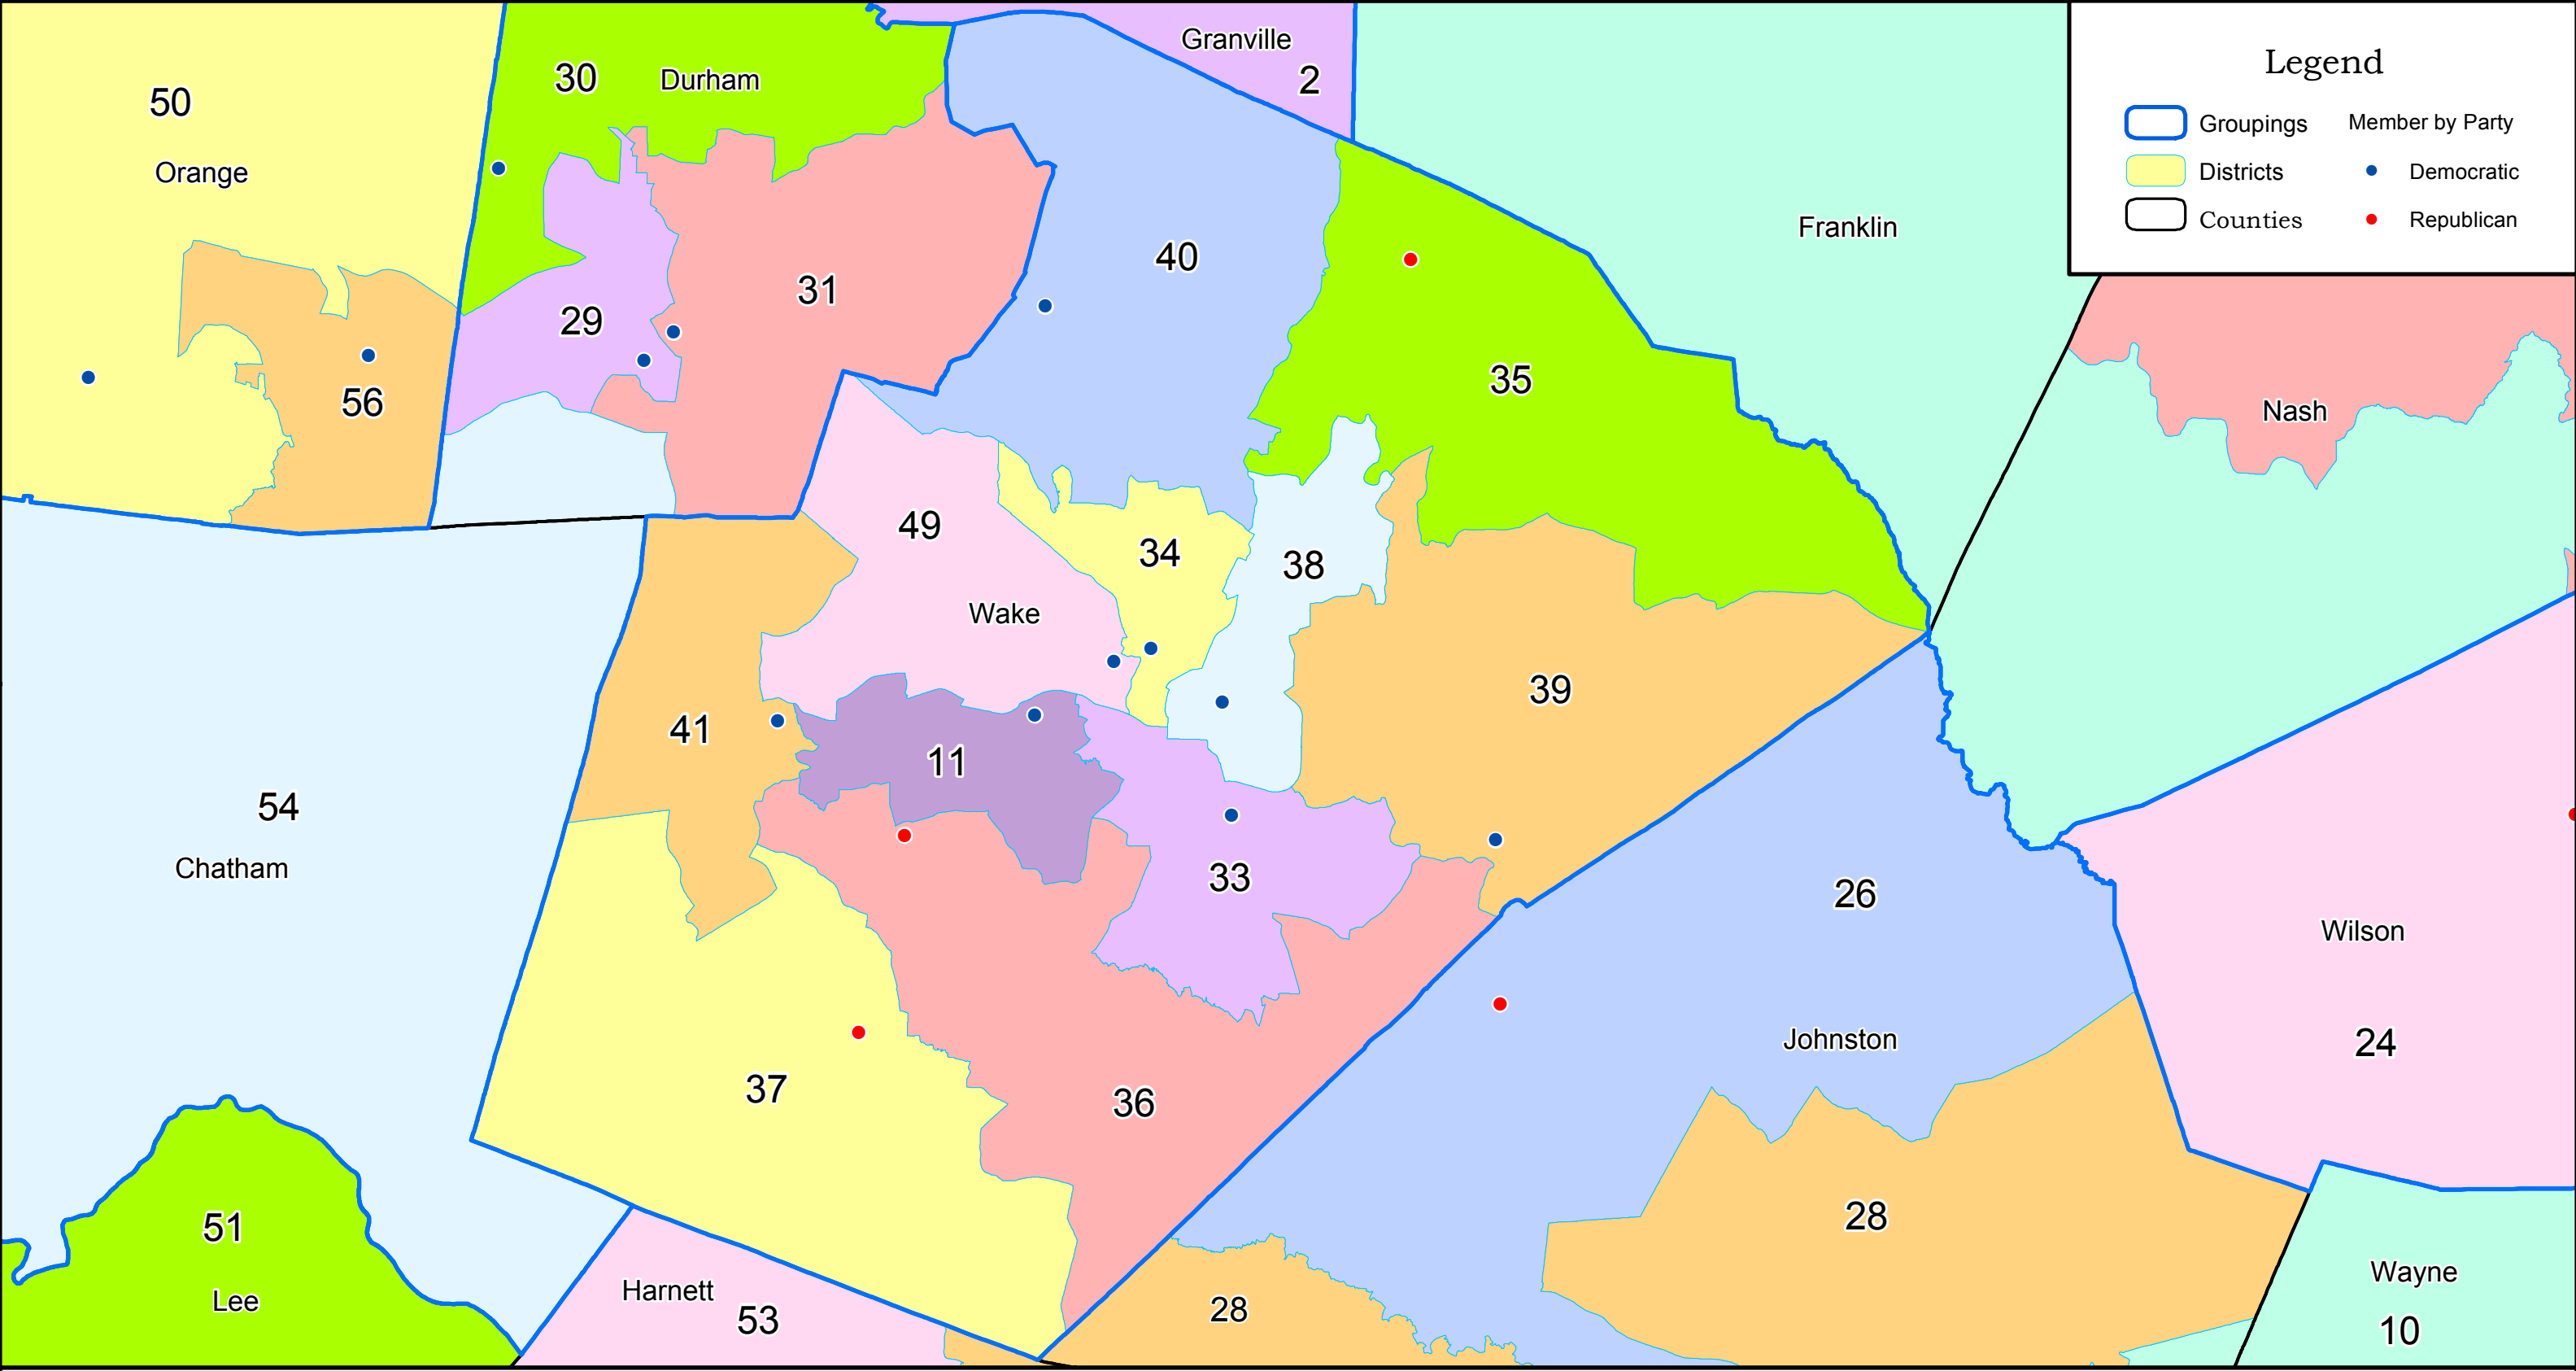 Granville
2
30
Durham
50
Orange
Legend
Groupings
Member by Party
Districts
Democratic
Counties
Republican
Franklin
40
31
29
35
56
Nash
49
34
38
Wake
39
41
11
54
Chatham
33
26
Wilson
Johnston
24
37
36
51
28
Lee
Harnett
53
28
Wayne
10